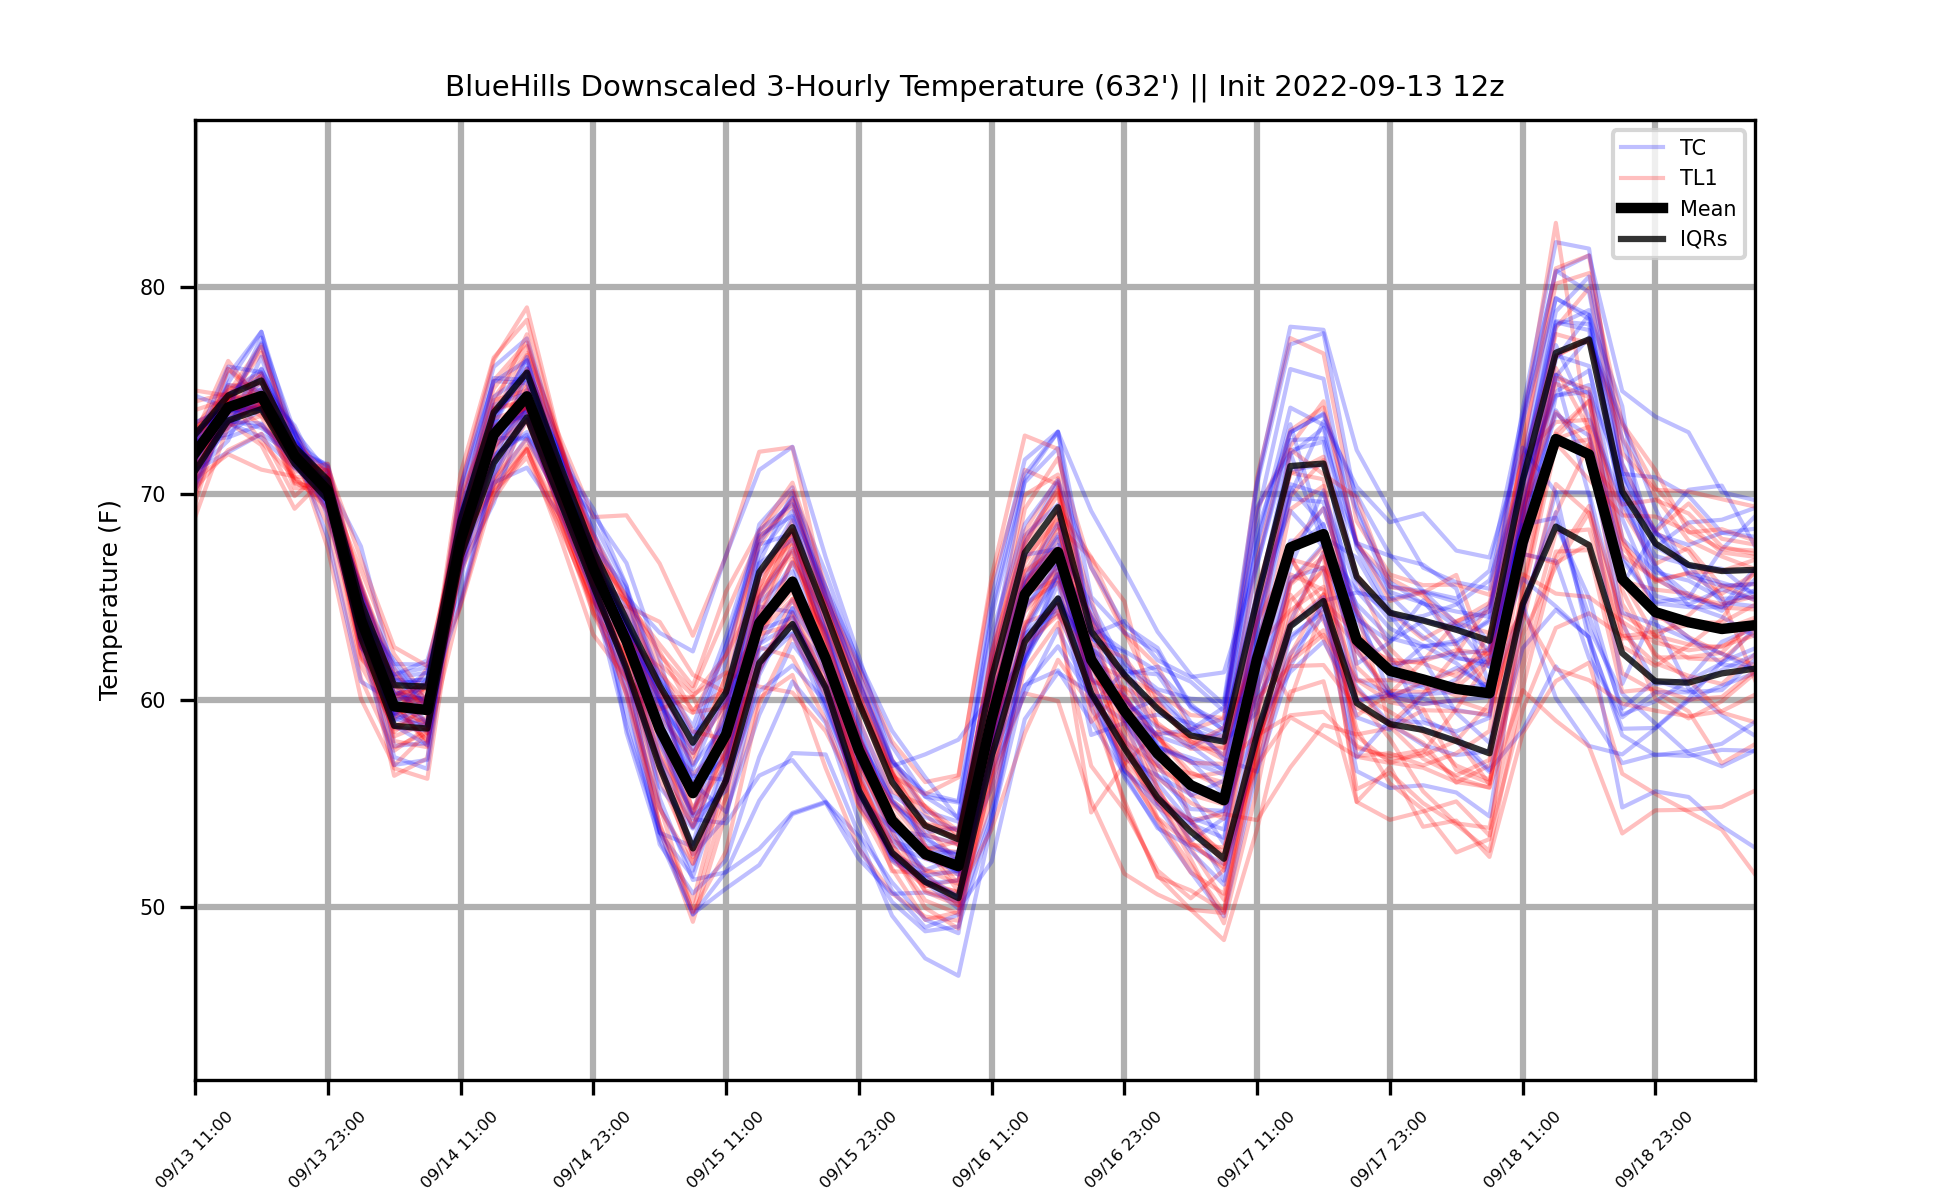 BlueHills Downscaled 3-Hourly Temperature (632') || Init 2022-09-13 12z
TC
TL1
Mean
IQRs
Temperature (F)
80
70
60
50
09/13 11:00
09/13 23:00
09/14 11:00
09/14 23:00
09/15 11:00
09/15 23:00
09/16 11:00
09/16 23:00
09/17 11:00
09/17 23:00
09/18 11:00
09/18 23:00